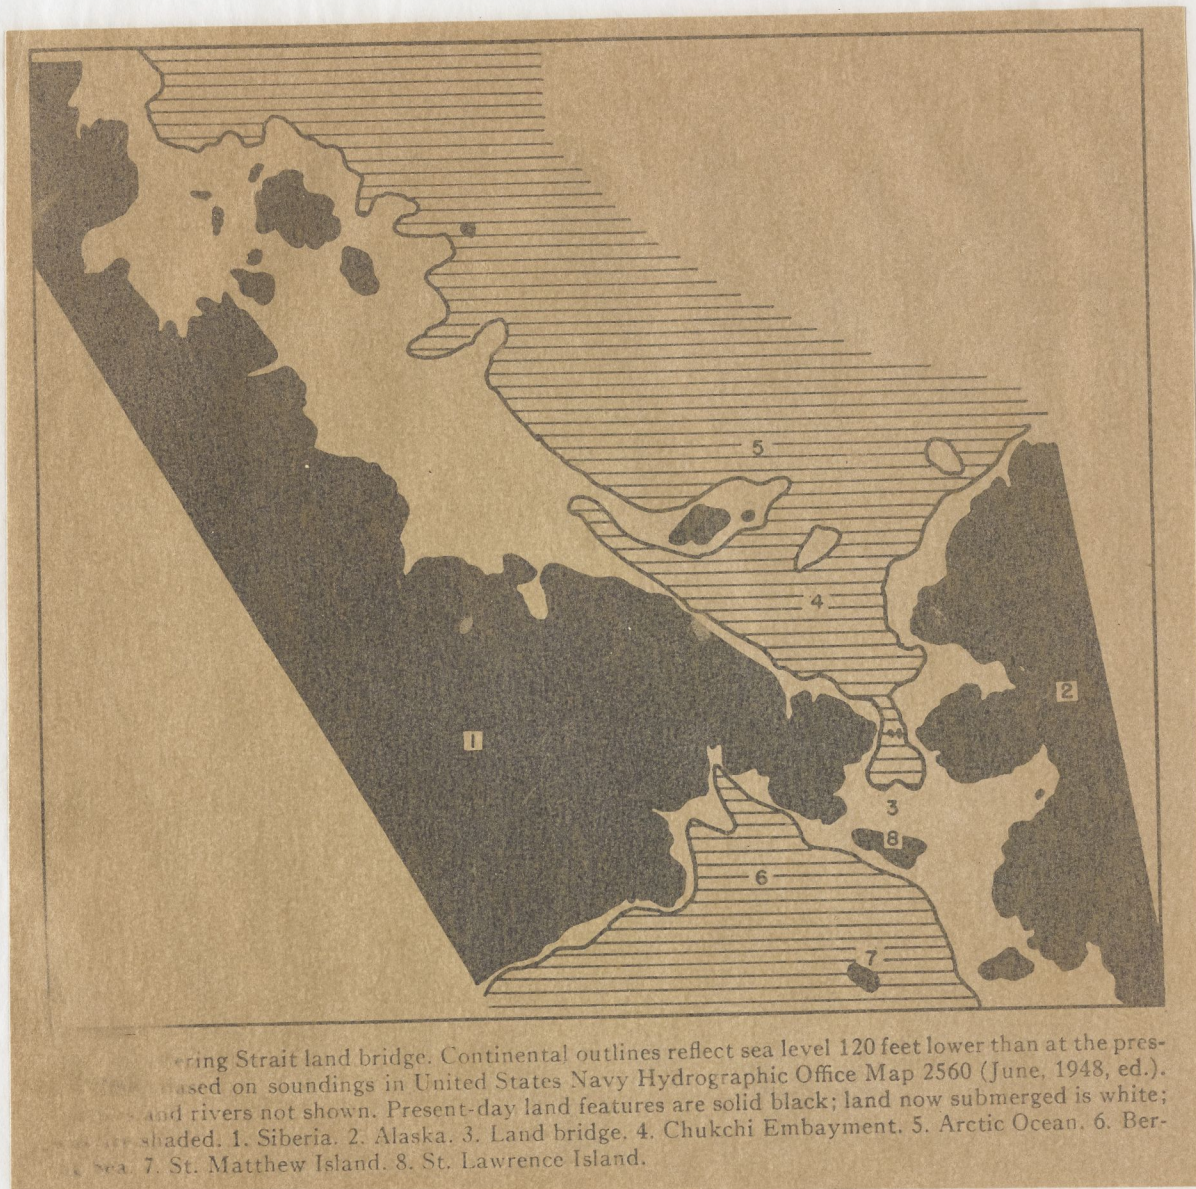 5
4
2
1
3
8
6
7
ering Strait land bridge. Continental outlines reflect sea level 120 feet lower than at the pres-
ased on soundings in United States Navy Hydrographic Office Map 2560 (June, 1948, ed.).
and rivers not shown. Present-day land features are solid black; land now submerged is white;
shaded. 1. Siberia. 2. Alaska. 3. Land bridge. 4. Chukchi Embayment. 5. Arctic Ocean. 6. Ber-
sea. 7. St. Matthew Island. 8. St. Lawrence Island.